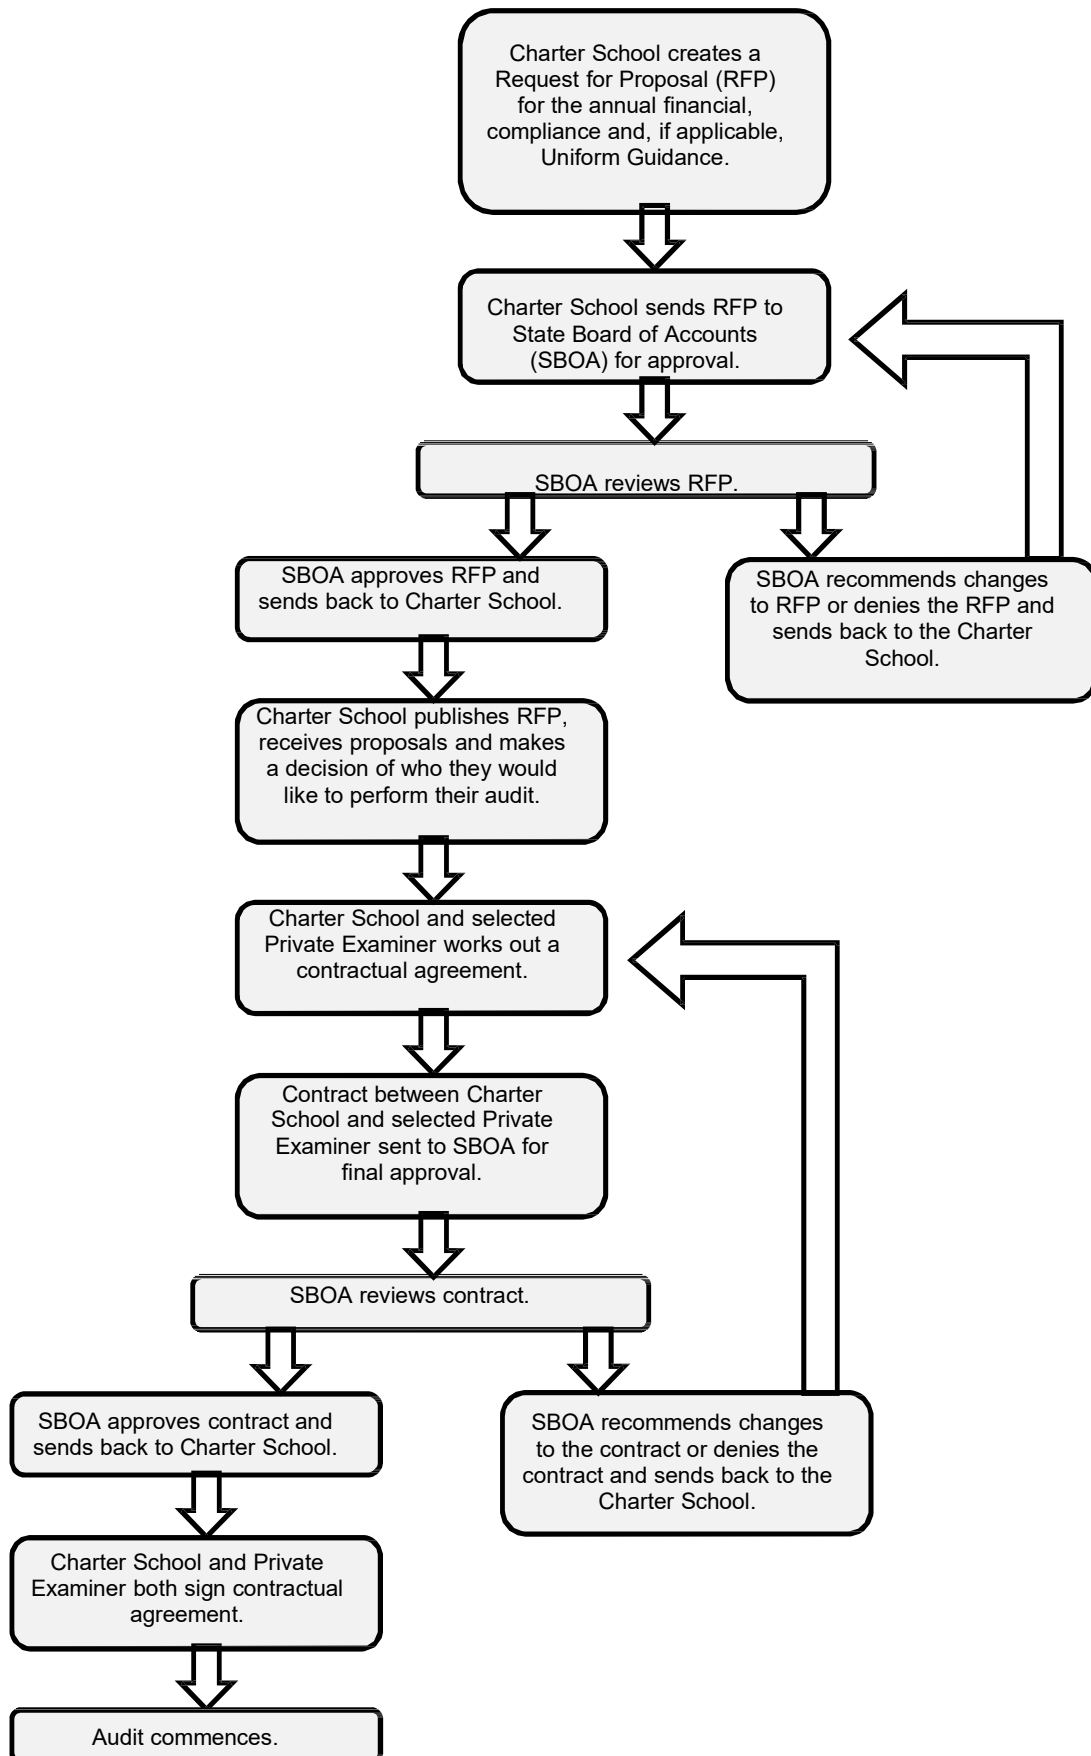 Charter School creates a
Request for Proposal (RFP)
for the annual financial,
compliance and, if applicable,
Uniform Guidance.
Charter School sends RFP to
State Board of Accounts
(SBOA) for approval.
SBOA reviews RFP.
SBOA approves RFP and
sends back to Charter School.
SBOA recommends changes
to RFP or denies the RFP and
sends back to the Charter
School.
Charter School publishes RFP,
receives proposals and makes
a decision of who they would
like to perform their audit.
Charter School and selected
Private Examiner works out a
contractual agreement.
Contract between Charter
School and selected Private
Examiner sent to SBOA for
final approval.
SBOA reviews contract.
SBOA approves contract and
sends back to Charter School.
SBOA recommends changes
to the contract or denies the
contract and sends back to the
Charter School.
Charter School and Private
Examiner both sign contractual
agreement.
Audit commences.